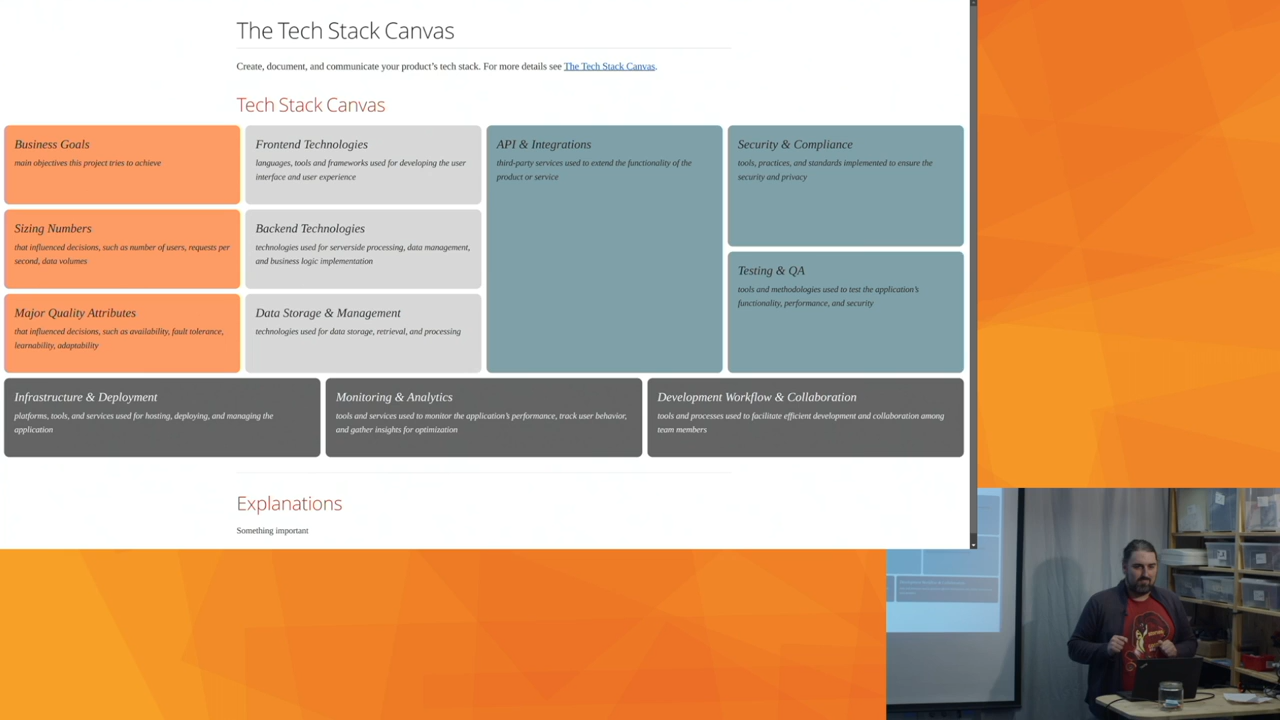 The Tech Stack Canvas
Create, document, and communicate your product's tech stack. For more details see The Tech Stack Canvas.
Tech Stack Canvas
Business Goals
main objectives this project tries to achieve
Frontend Technologies
languages, tools and frameworks used for developing the user
interface and user experience
API & Integrations
third-party services used to extend the functionality of the
product or service
Security & Compliance
tools, practices, and standards implemented to ensure the
security and privacy
Sizing Numbers
that influenced decisions, such as number of users, requests per
second, data volumes
Backend Technologies
technologies used for serverside processing, data management,
and business logic implementation
Testing & QA
tools and methodologies used to test the application's
functionality, performance, and security
Major Quality Attributes
that influenced decisions, such as availability, fault tolerance,
learnability, adaptability
Data Storage & Management
technologies used for data storage, retrieval, and processing
Infrastructure & Deployment
platforms, tools, and services used for hosting, deploying, and managing the
application
Monitoring & Analytics
tools and services used to monitor the application's performance, track user behavior,
and gather insights for optimization
Development Workflow & Collaboration
tools and processes used to facilitate efficient development and collaboration among
team members
Explanations
Something important